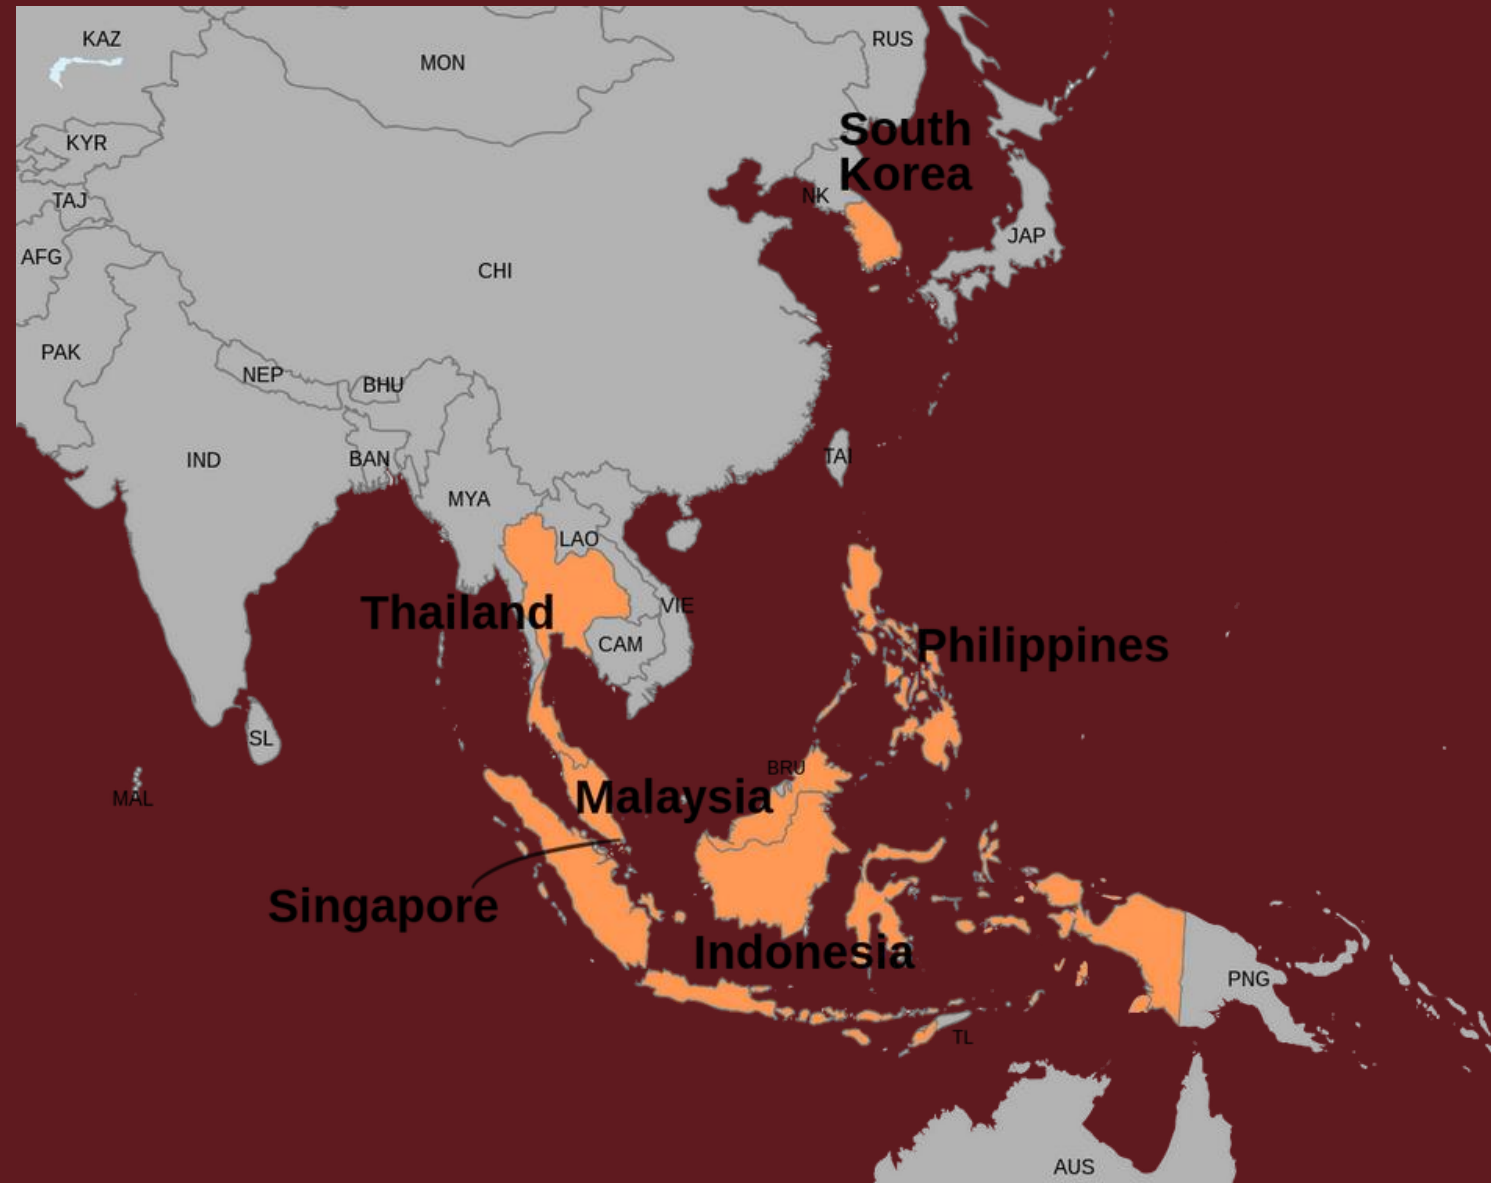 KAZ
MON
RUS
South
Korea
KYR
TAJ
NK
JAP
AFG
CHI
PAK
NEP
BHU
IND
BAN
TAI
MYA
LAO
Thailand
VIE
CAM
Philippines
SL
BRU
MAL
Malaysia
Singapore
Indonesia
PNG
TL
AUS